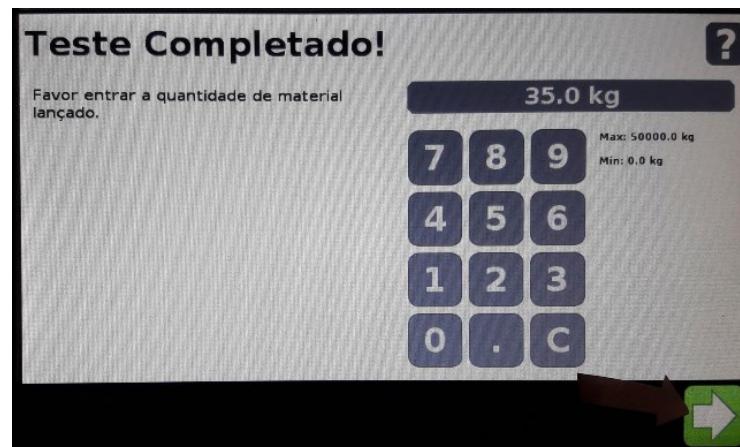 Teste Completado!
?
Favor entrar a quantidade de material
lançado.
35.0 kg
Max: 50000.0 kg
Min: 0.0 kg
7 8 9
4 5 6
1 2 3
0 . C